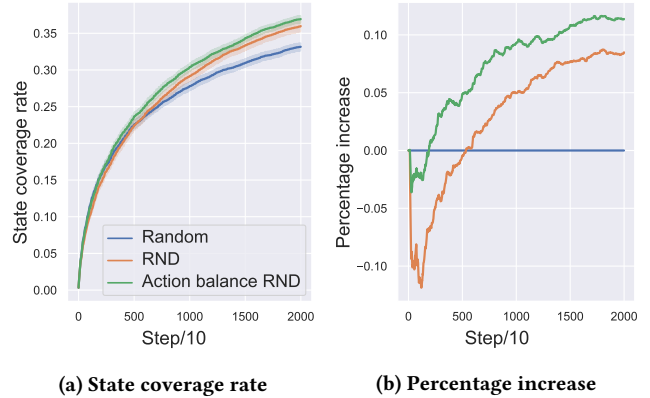 State coverage rate
0.35
0.30
0.25
0.20
0.15
0.10
0.05
0.00
Random
RND
Action balance RND
0 500 1000 1500 2000
Step/10
(a) State coverage rate
Percentage increase
0.10
0.05
0.00
−0.05
−0.10
0 500 1000 1500 2000
Step/10
(b) Percentage increase